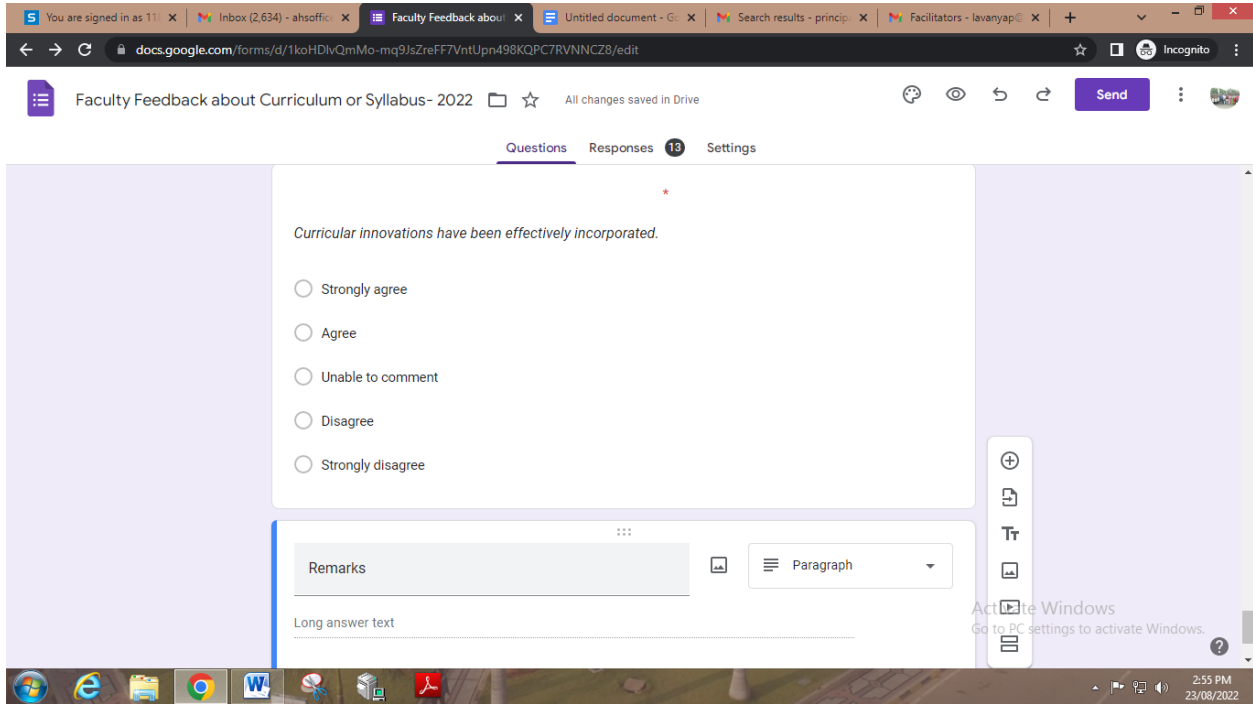 You are signed in as 11
Inbox (2,634) - ahsoffic
Faculty Feedback about
Untitled document - Go
Search results - princip
Facilitators - lavanyap@
docs.google.com/forms/d/1koHDlvQmMo-mq9JsZreFF7VntUpn498KQPC7RVNNCZ8/edit
Incognito
Faculty Feedback about Curriculum or Syllabus- 2022
All changes saved in Drive
Send
Questions Responses 13 Settings
*
Curricular innovations have been effectively incorporated.
Strongly agree
Agree
Unable to comment
Disagree
Strongly disagree
Remarks
Paragraph
Long answer text
Activate Windows
Go to PC settings to activate Windows.
2:55 PM
23/08/2022